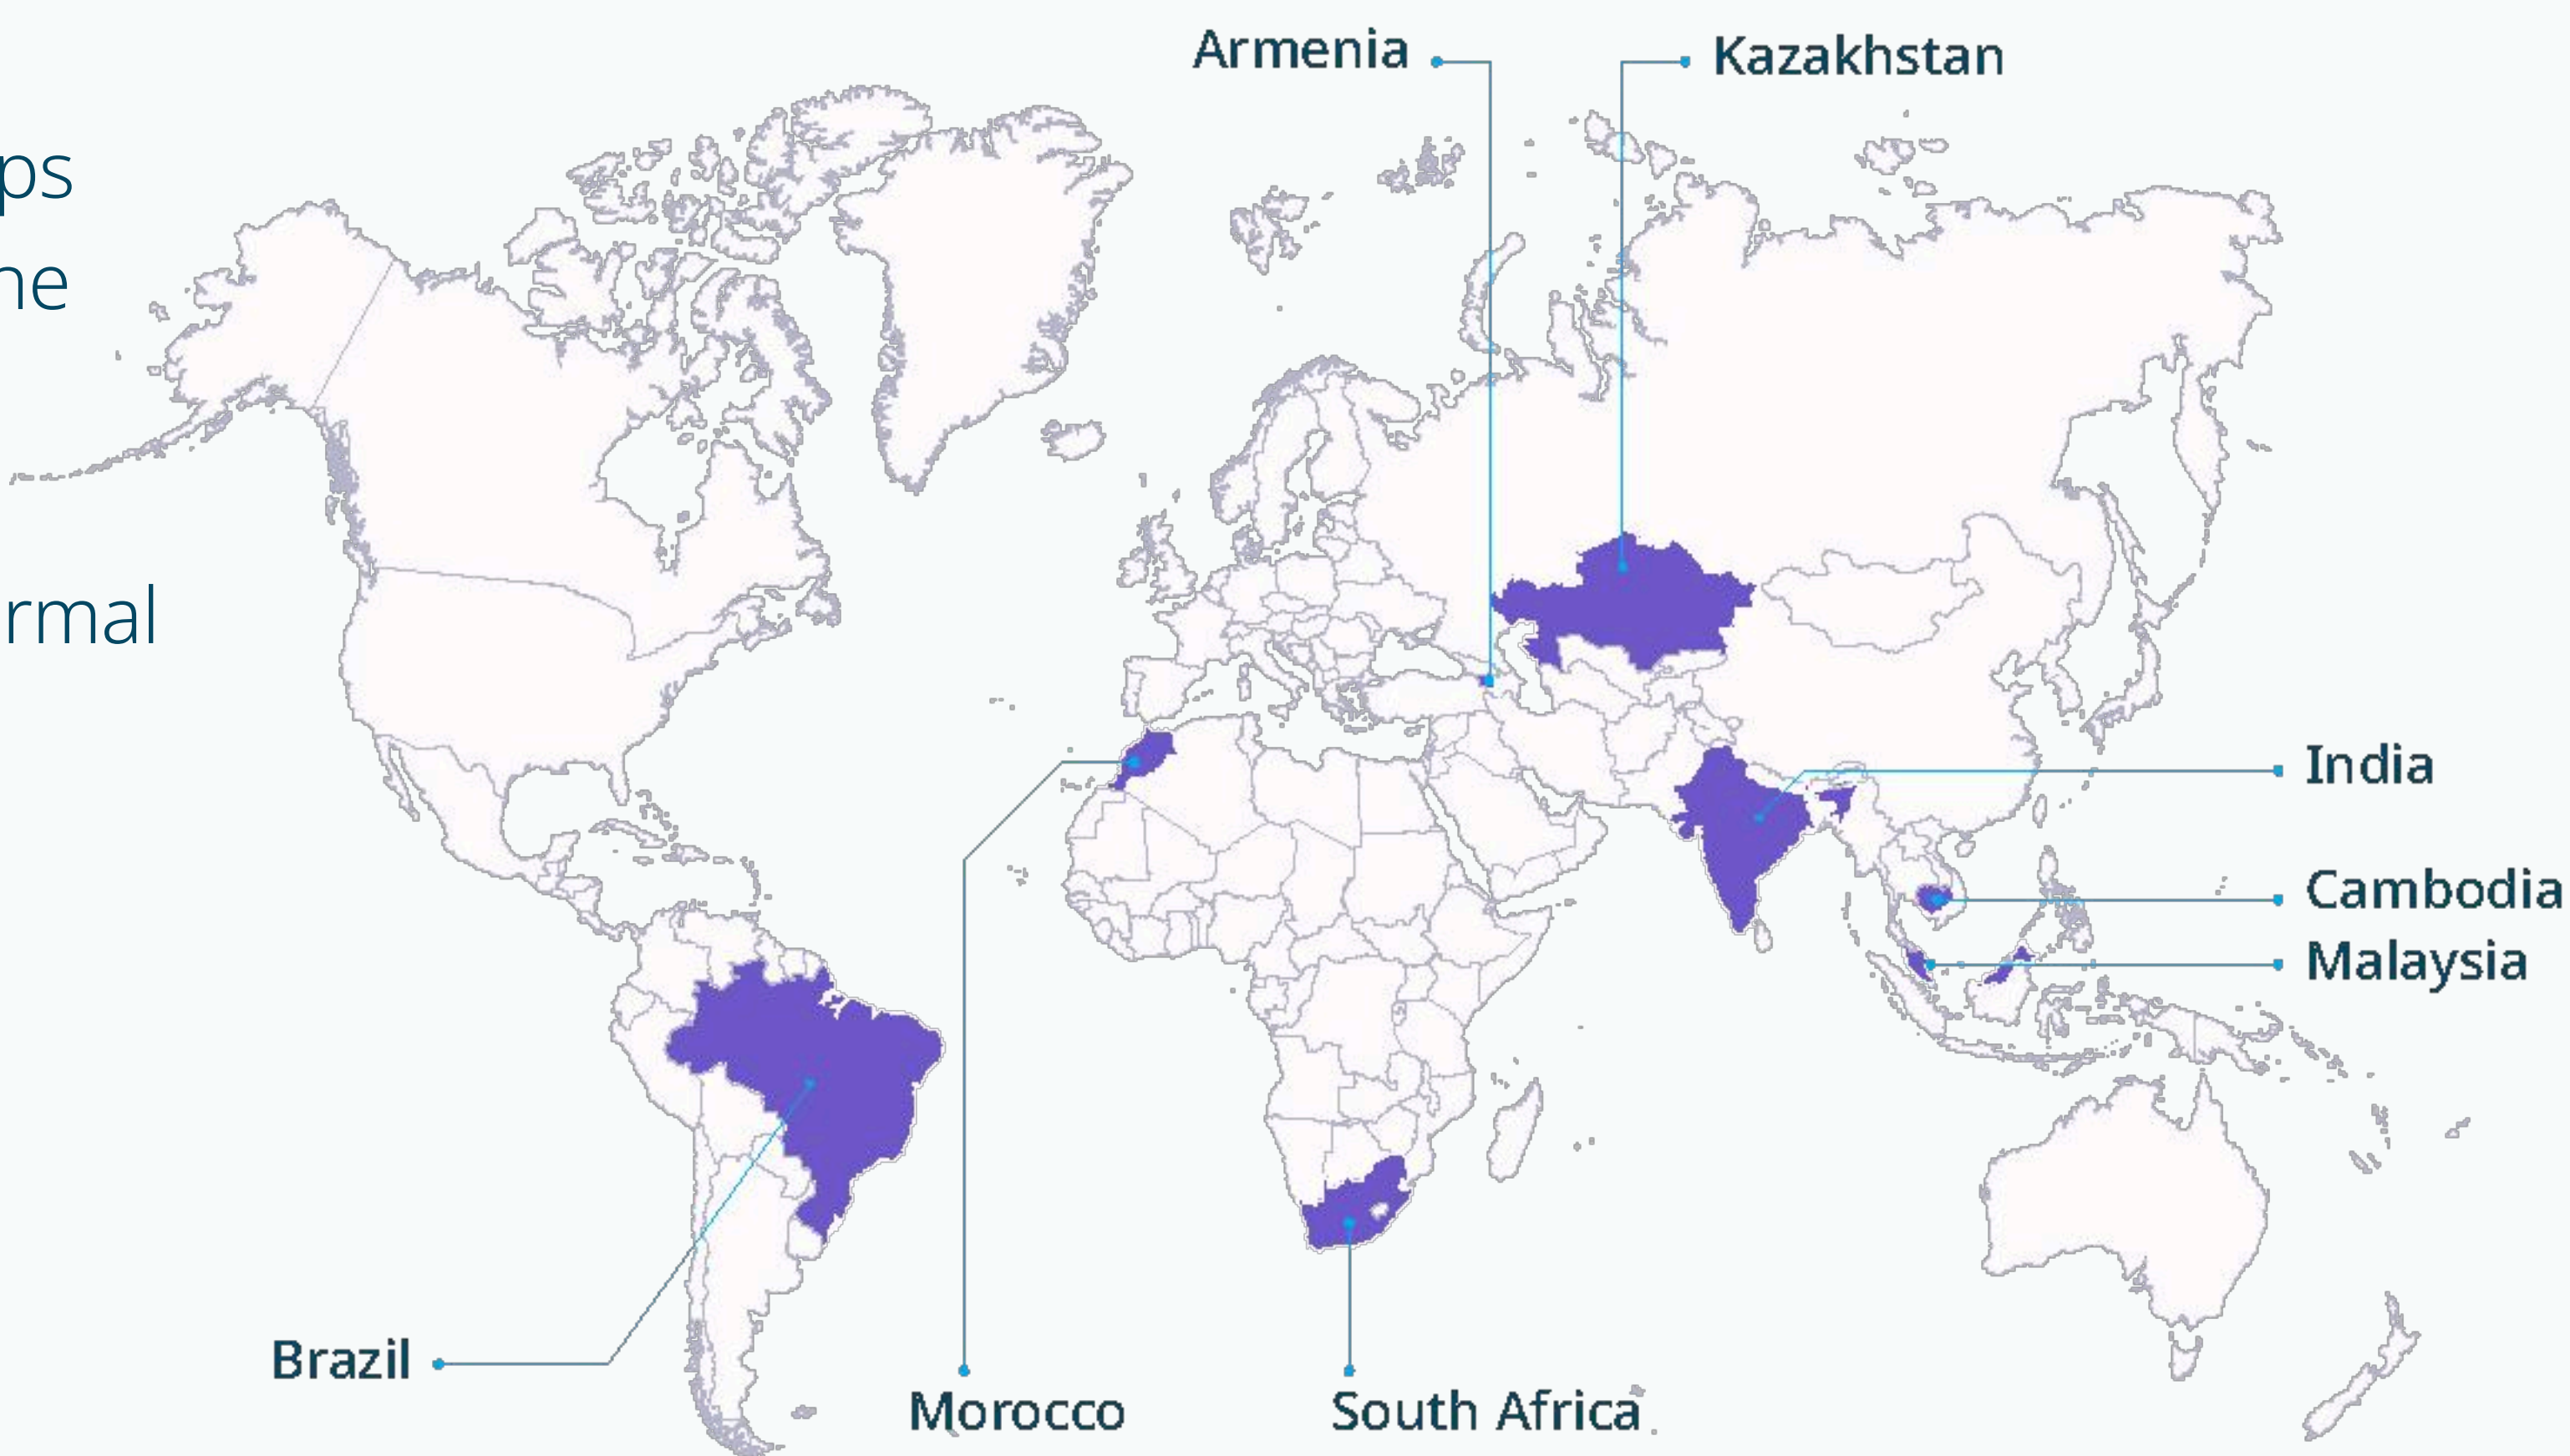 Armenia
Kazakhstan
ps
ne
rmal
India
Cambodia
Malaysia
Brazil
Morocco
South Africa